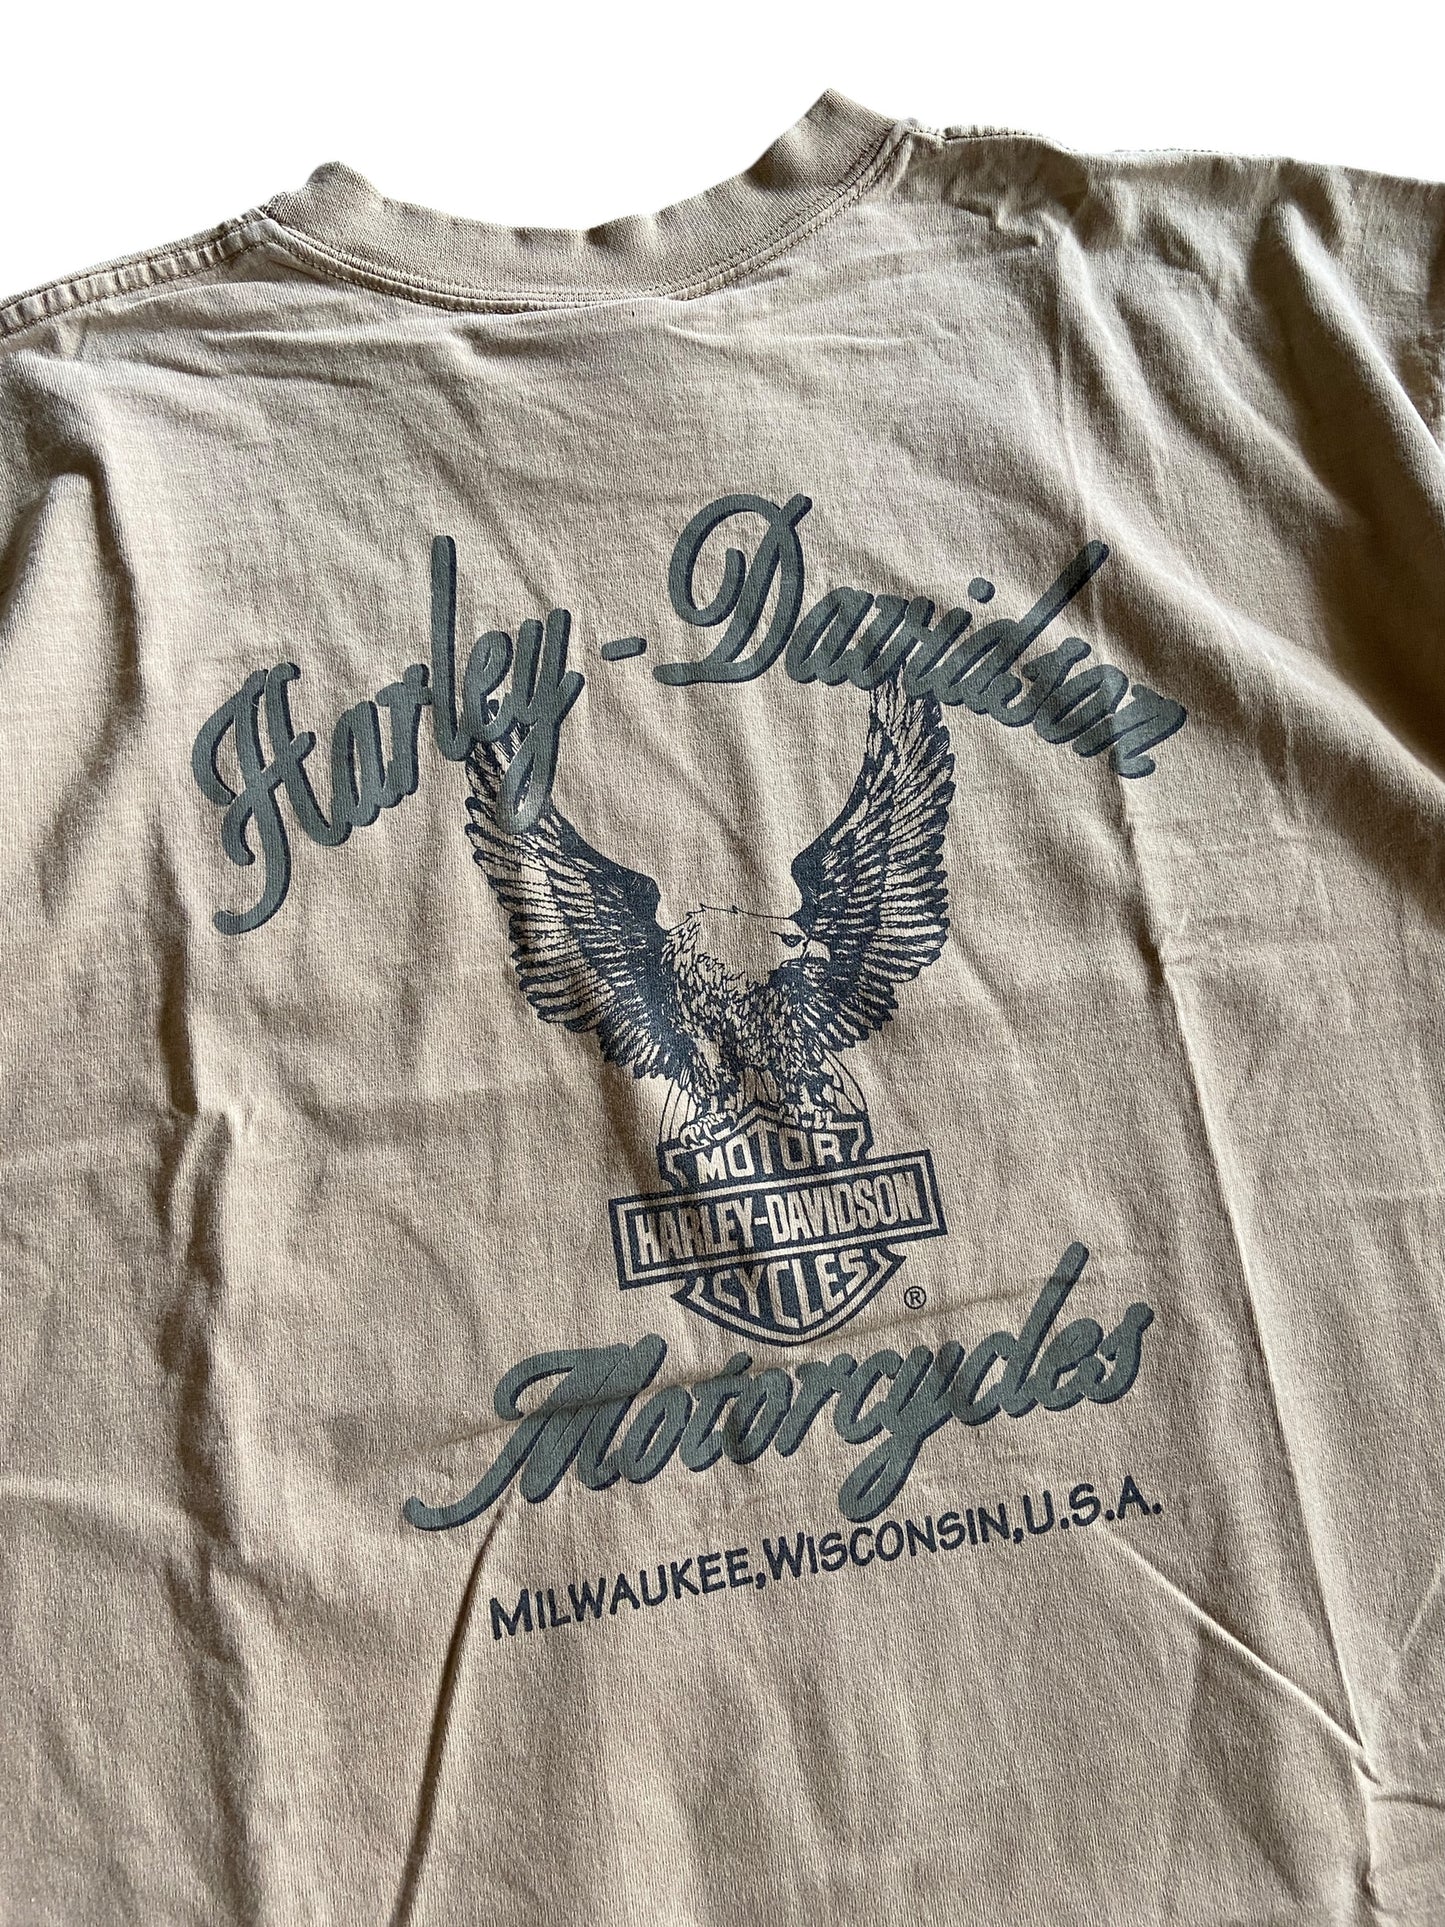 Harley-Davidson
MOTOR
HARLEY-DAVIDSON
CYCLES
®
Motorcycles
MILWAUKEE, WISCONSIN, U.S.A.